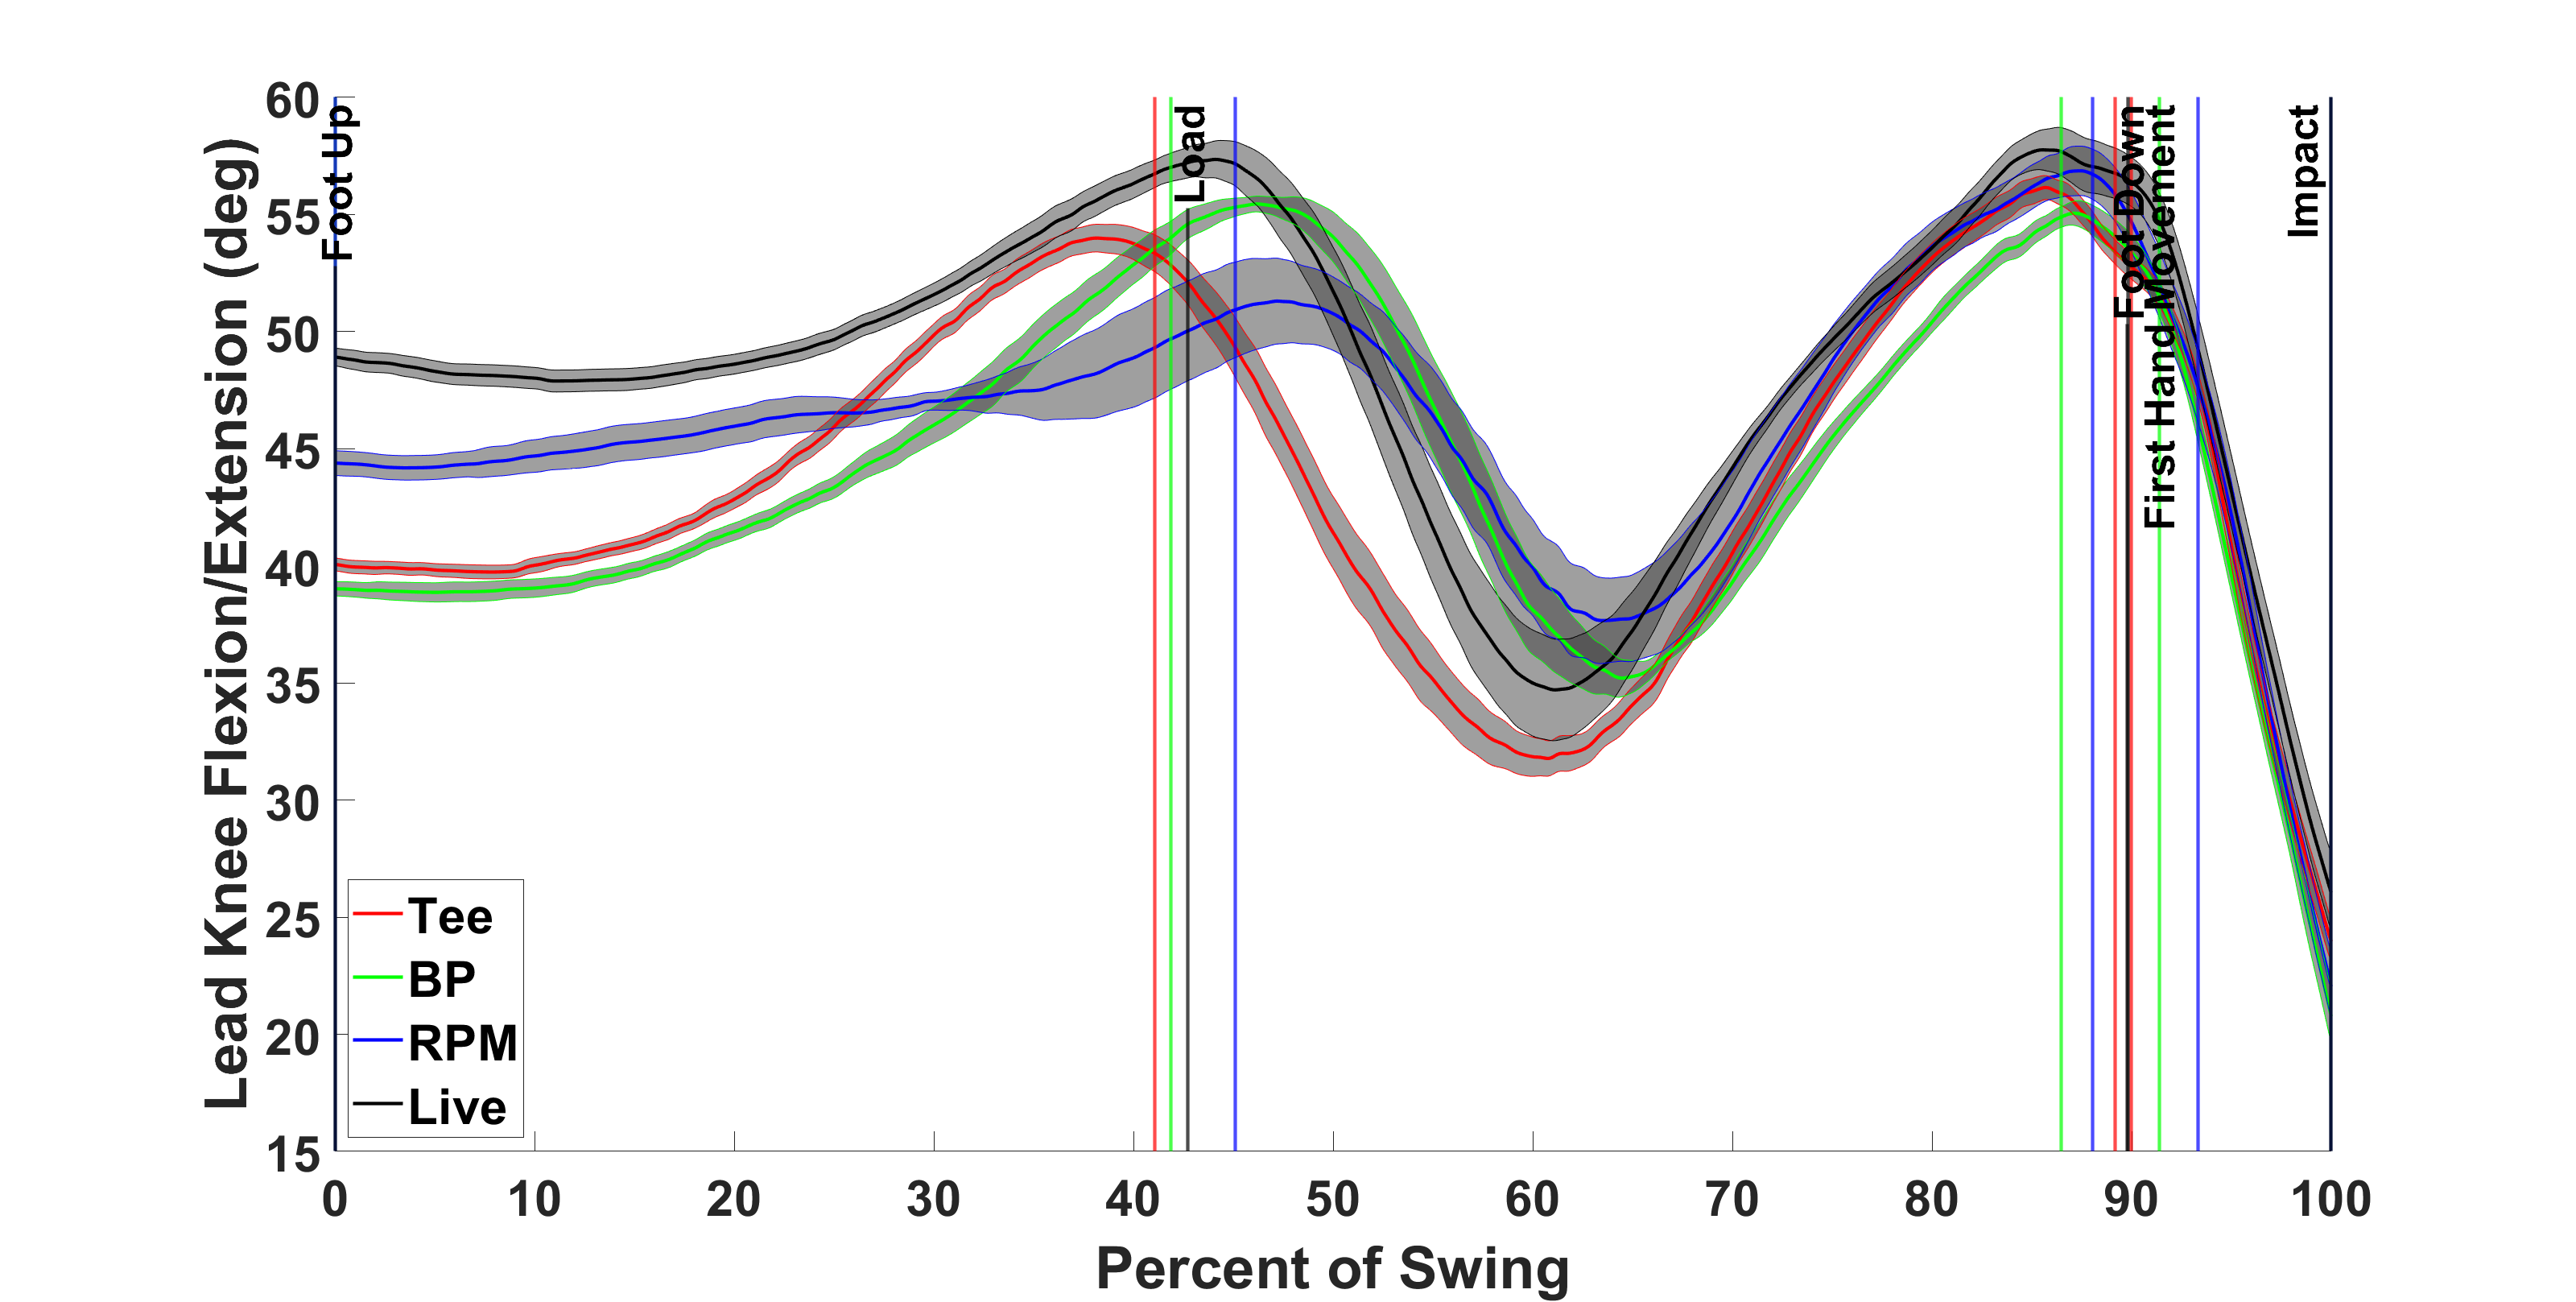 Lead Knee Flexion/Extension (deg)
60
55
50
45
40
35
30
25
20
15
Foot Up
Load
Foot Down
First Hand Movement
Impact
Tee
BP
RPM
Live
0 10 20 30 40 50 60 70 80 90 100
Percent of Swing